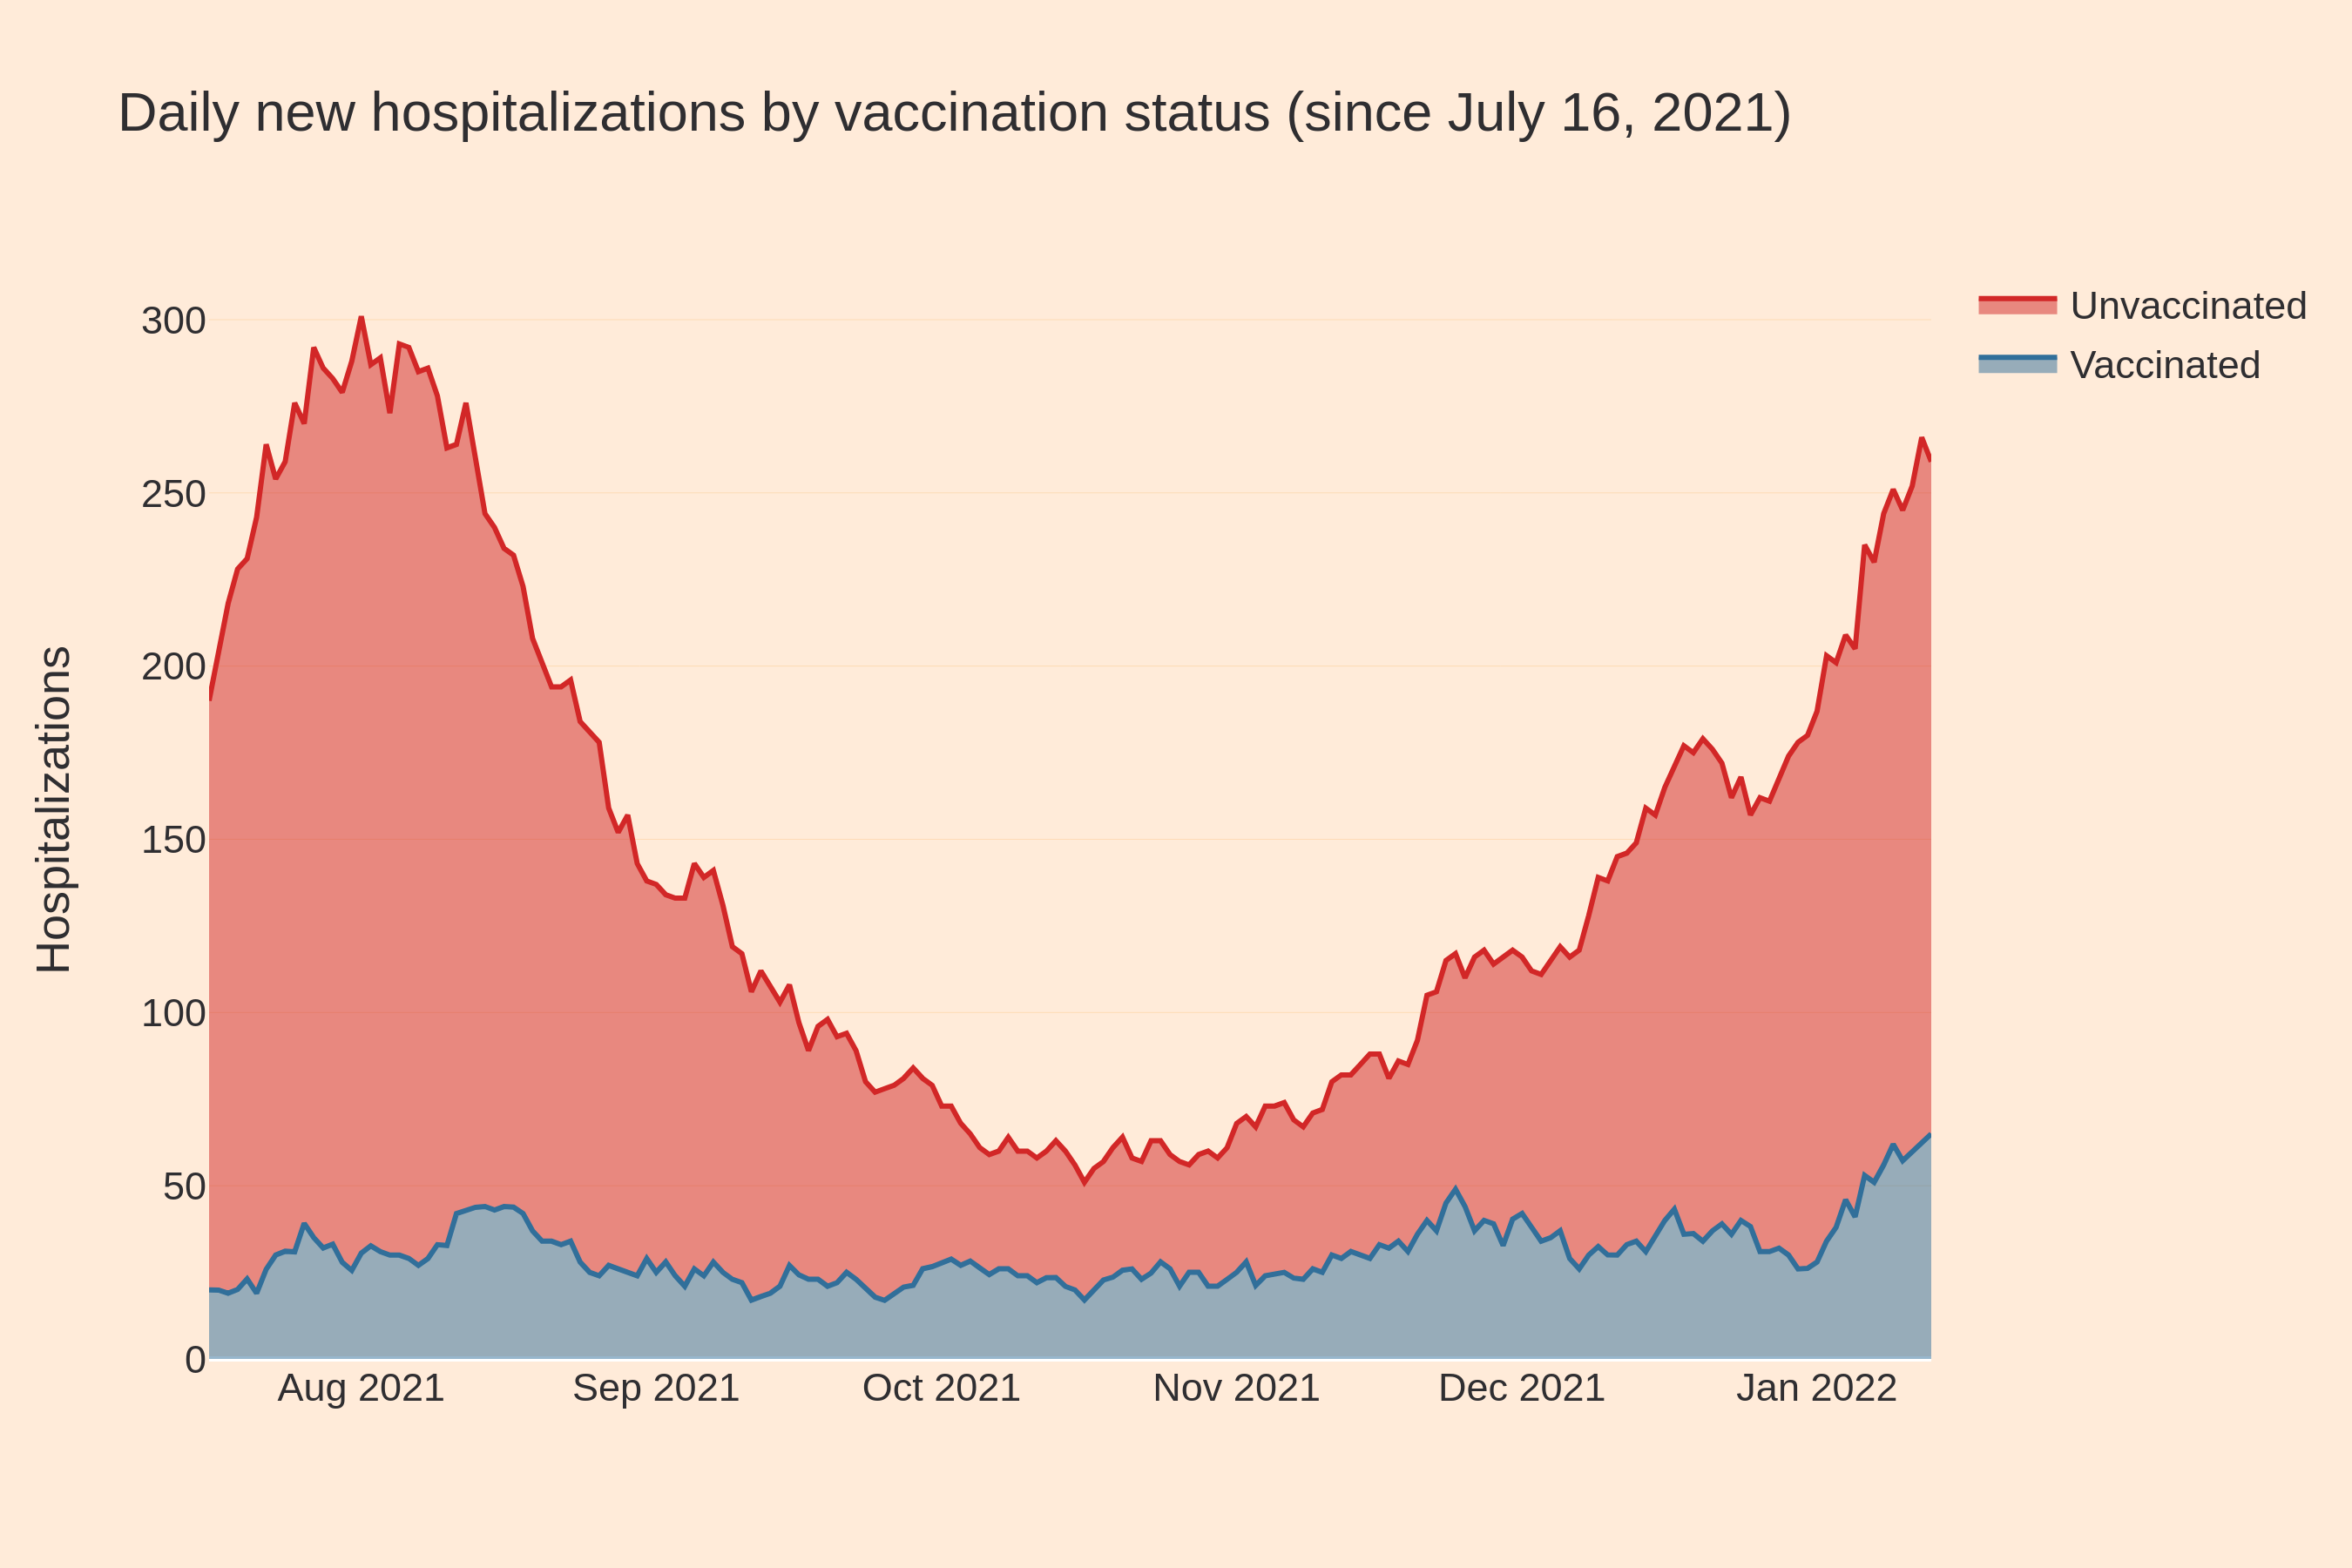 Daily new hospitalizations by vaccination status (since July 16, 2021)
Unvaccinated
Vaccinated
Hospitalizations
300
250
200
150
100
50
0
Aug 2021
Sep 2021
Oct 2021
Nov 2021
Dec 2021
Jan 2022